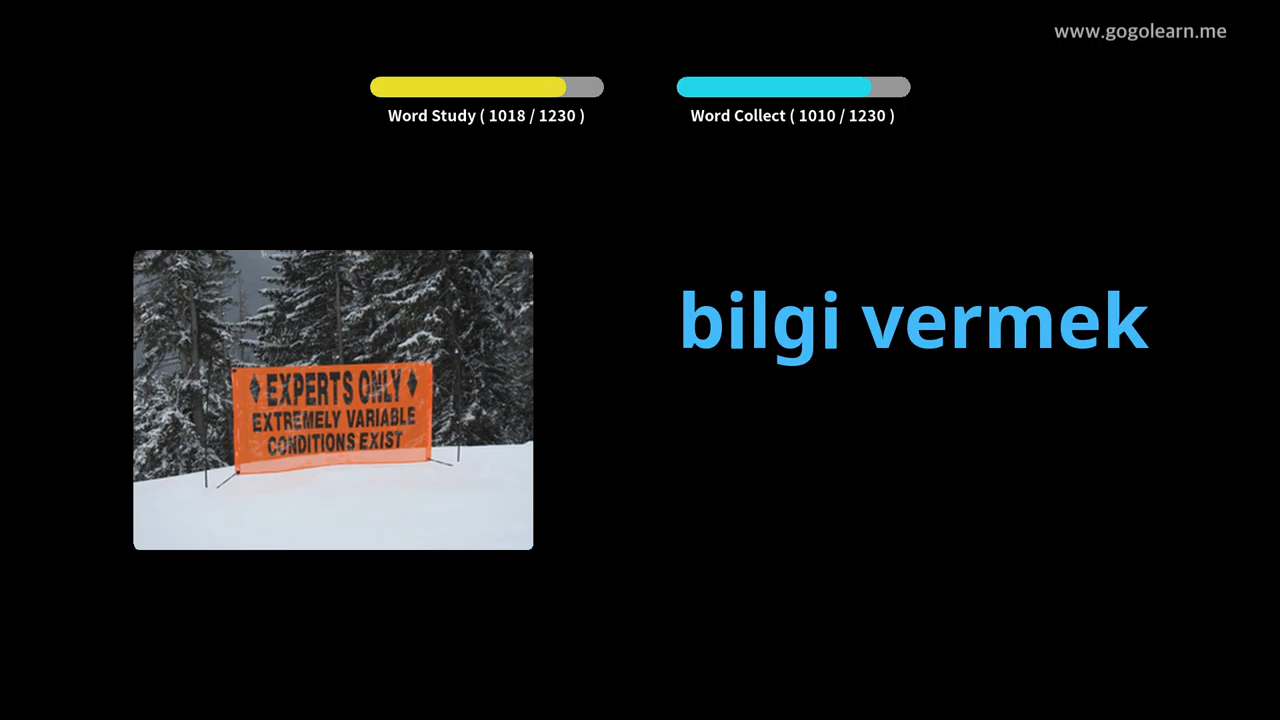 www.gogolearn.me
Word Study ( 1018 / 1230 )
Word Collect ( 1010 / 1230 )
bilgi vermek
EXPERTS ONLY
EXTREMELY VARIABLE
CONDITIONS EXIST